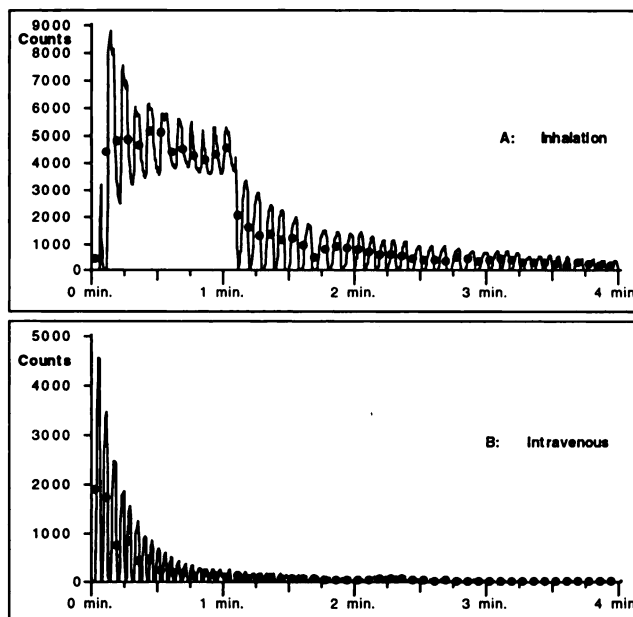 9000
Counts
8000
7000
6000
5000
4000
3000
2000
1000
0
A: Inhalation
0 min. 1 min. 2 min. 3 min. 4 min
5000
Counts
4000
3000
2000
1000
0
B: Intravenous
0 min. 1 min. 2 min. 3 min. 4 min